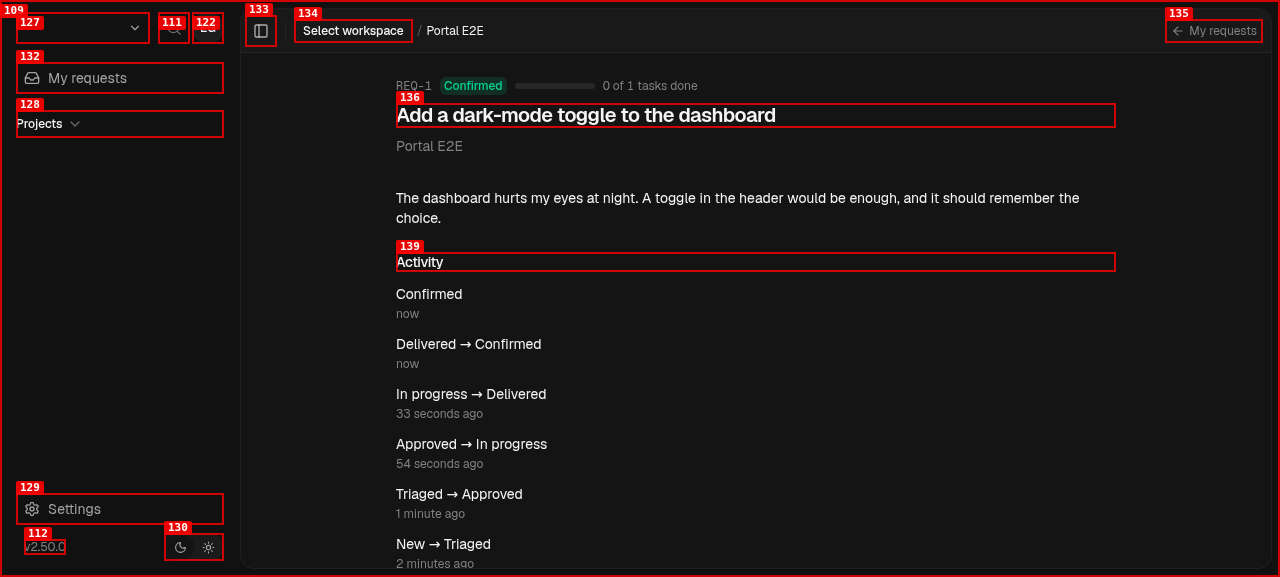 109
127
111
122
133
134
Select workspace / Portal E2E
135
My requests
132
My requests
128
Projects
REQ-1 Confirmed 0 of 1 tasks done
136
Add a dark-mode toggle to the dashboard
Portal E2E
The dashboard hurts my eyes at night. A toggle in the header would be enough, and it should remember the
choice.
139
Activity
Confirmed
now
Delivered → Confirmed
now
In progress → Delivered
33 seconds ago
Approved → In progress
54 seconds ago
Triaged → Approved
1 minute ago
New → Triaged
2 minutes ago
129
Settings
112
v2.50.0
130